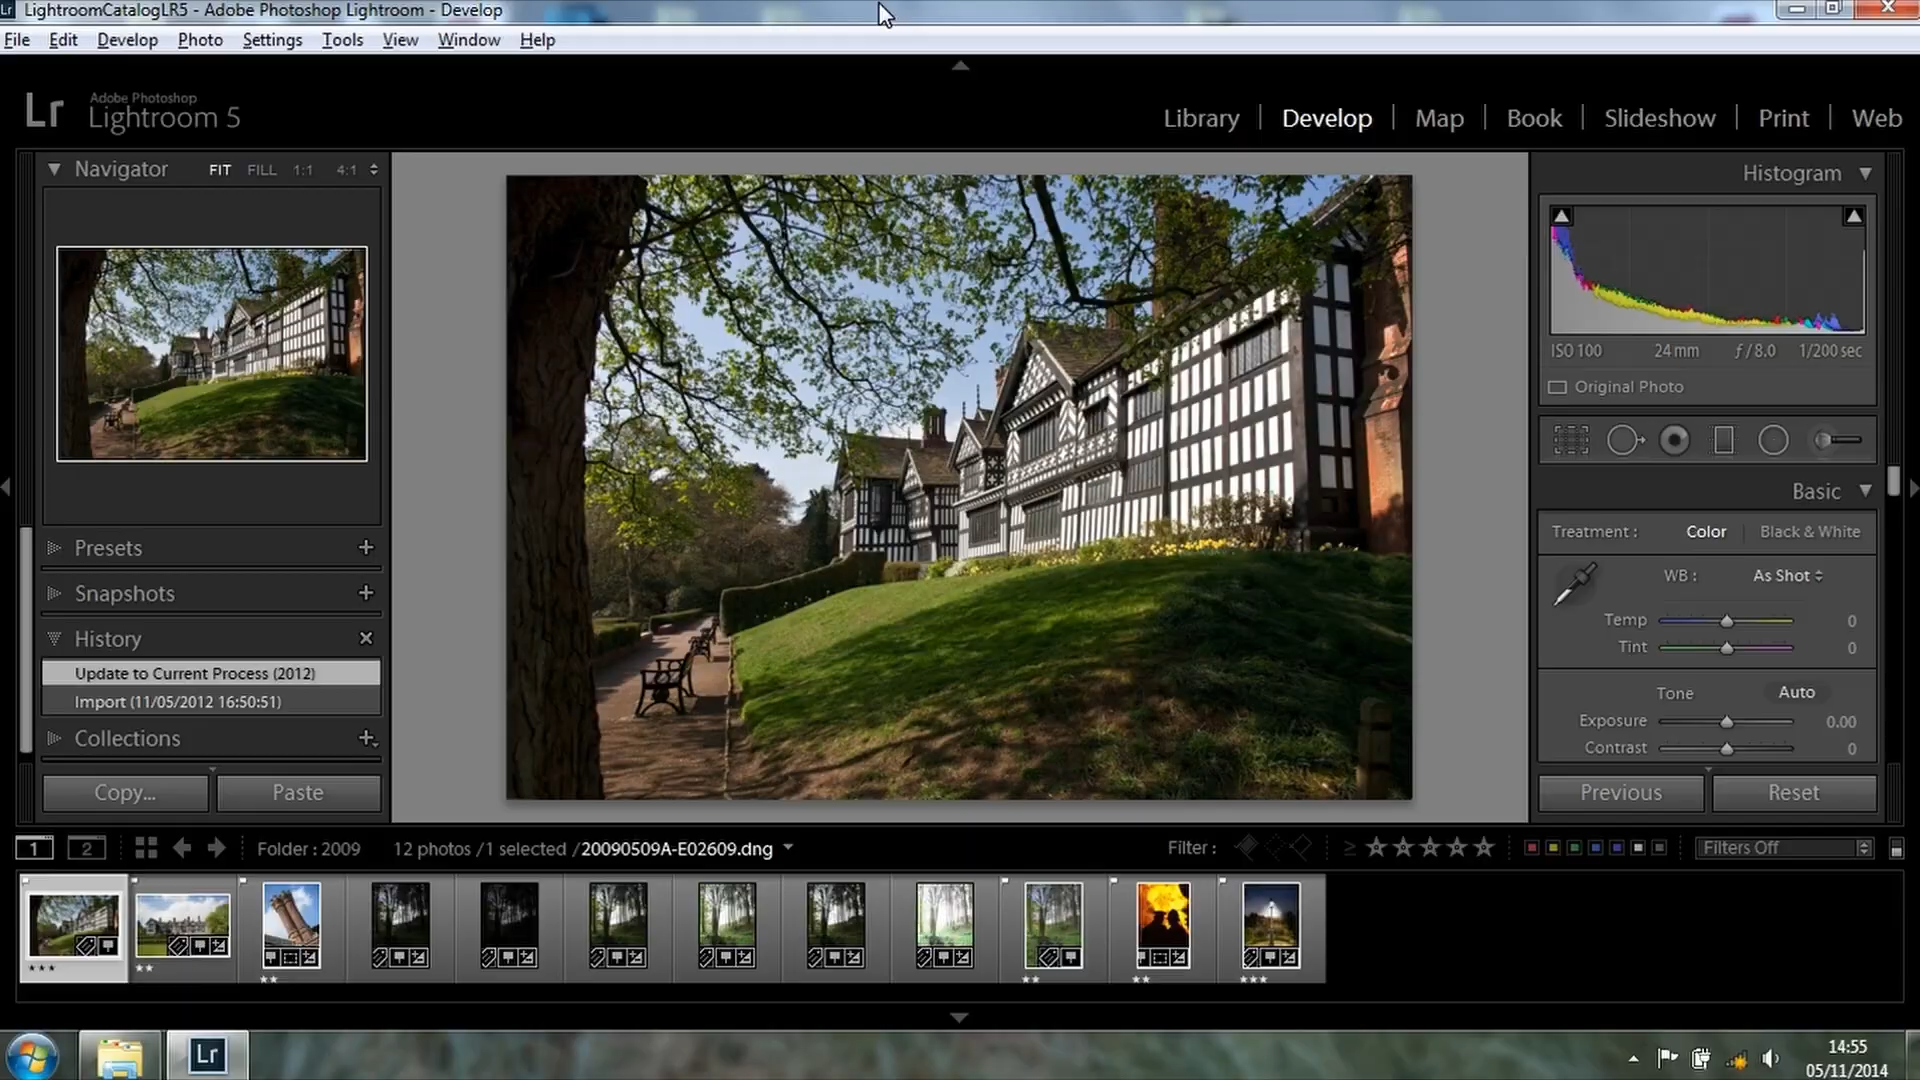 Lr LightroomCatalogLR5 - Adobe Photoshop Lightroom - Develop
File Edit Develop Photo Settings Tools View Window Help
Lr Adobe Photoshop
Lightroom 5
Library | Develop | Map | Book | Slideshow | Print | Web
Navigator FIT FILL 1:1 4:1
Histogram
ISO 100 24 mm ƒ / 8.0 1/200 sec
Original Photo
Basic
Treatment : Color Black & White
WB : As Shot
Temp 0
Tint 0
Tone Auto
Exposure 0.00
Contrast 0
Previous Reset
Presets
Snapshots
History
Update to Current Process (2012)
Import (11/05/2012 16:50:51)
Collections
Copy... Paste
1 2 Folder : 2009 12 photos /1 selected /20090509A-E02609.dng Filter : Filters Off
Lr
14:55
05/11/2014